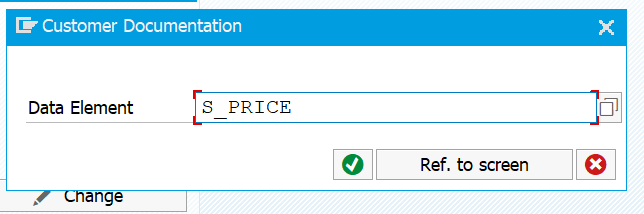 Customer Documentation
Data Element S_PRICE
Ref. to screen
Change